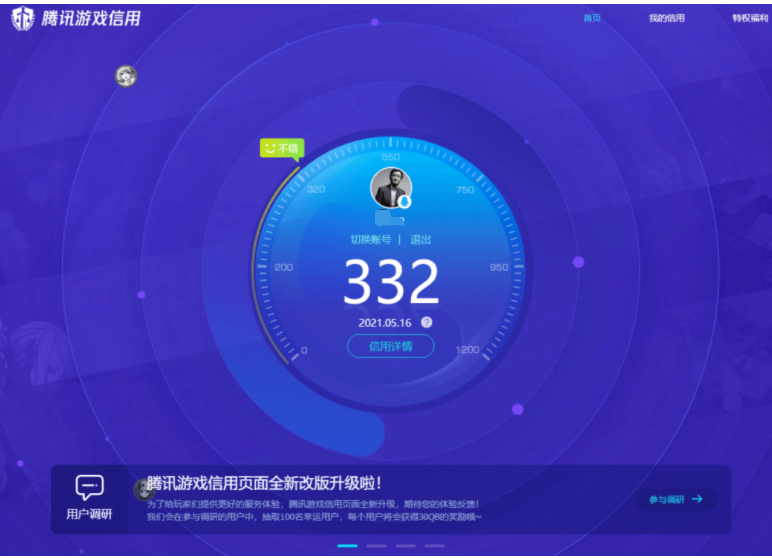 腾讯游戏信用
首页
我的信用
特权福利
不错
550
320
750
切换账号 | 退出
200
332
950
2021.05.16 ?
信用详情
0
1200
腾讯游戏信用页面全新改版升级啦!
为了给玩家们提供更好的服务体验，腾讯游戏信用页面全新升级，期待您的体验反馈!
我们会在参与调研的用户中，抽取100名幸运用户，每个用户将会获得30QB的奖励哦~
用户调研
参与调研